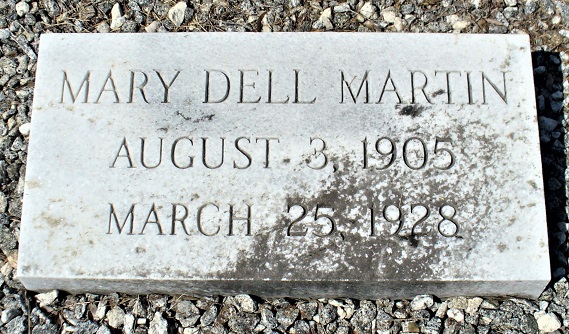 MARY DELL MARTIN
AUGUST 3, 1905
MARCH 25, 1928